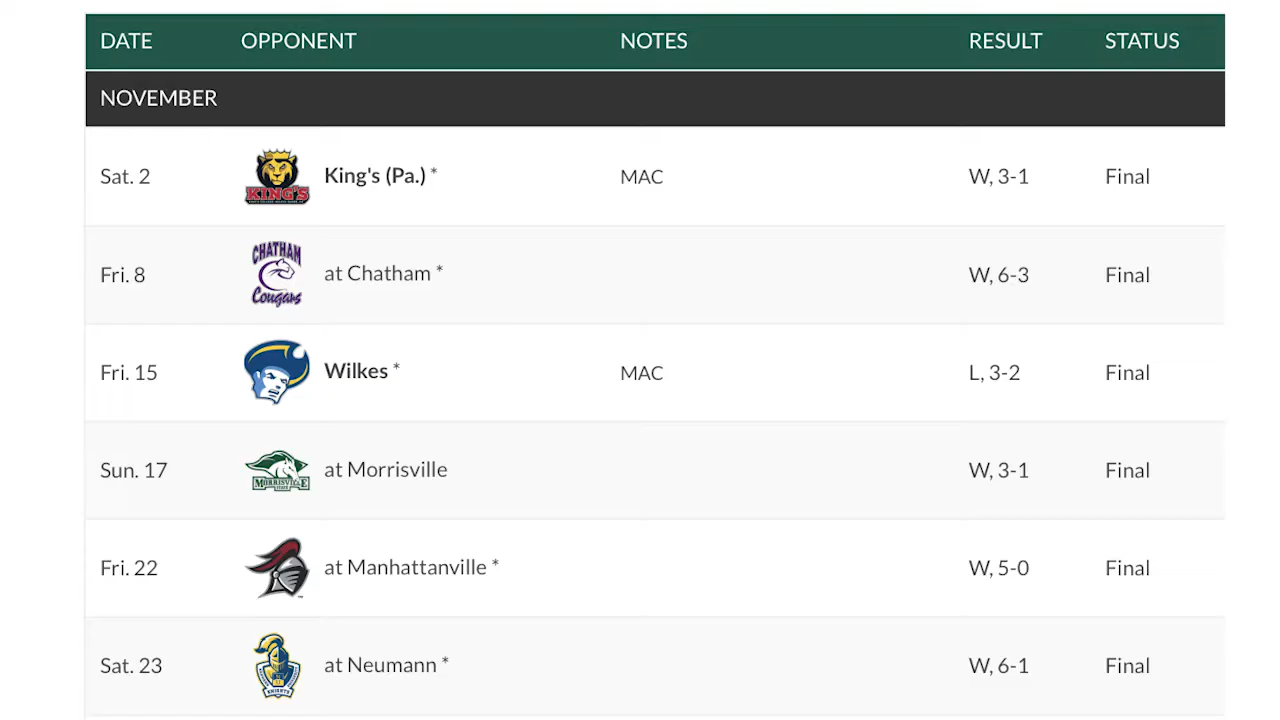 DATE OPPONENT NOTES RESULT STATUS
NOVEMBER
Sat. 2 KING'S King's (Pa.) * MAC W, 3-1 Final
Fri. 8 CHATHAM Cougars at Chatham * W, 6-3 Final
Fri. 15 Wilkes * MAC L, 3-2 Final
Sun. 17 MORRISVILLE STATE at Morrisville W, 3-1 Final
Fri. 22 at Manhattanville * W, 5-0 Final
Sat. 23 KNIGHTS at Neumann * W, 6-1 Final